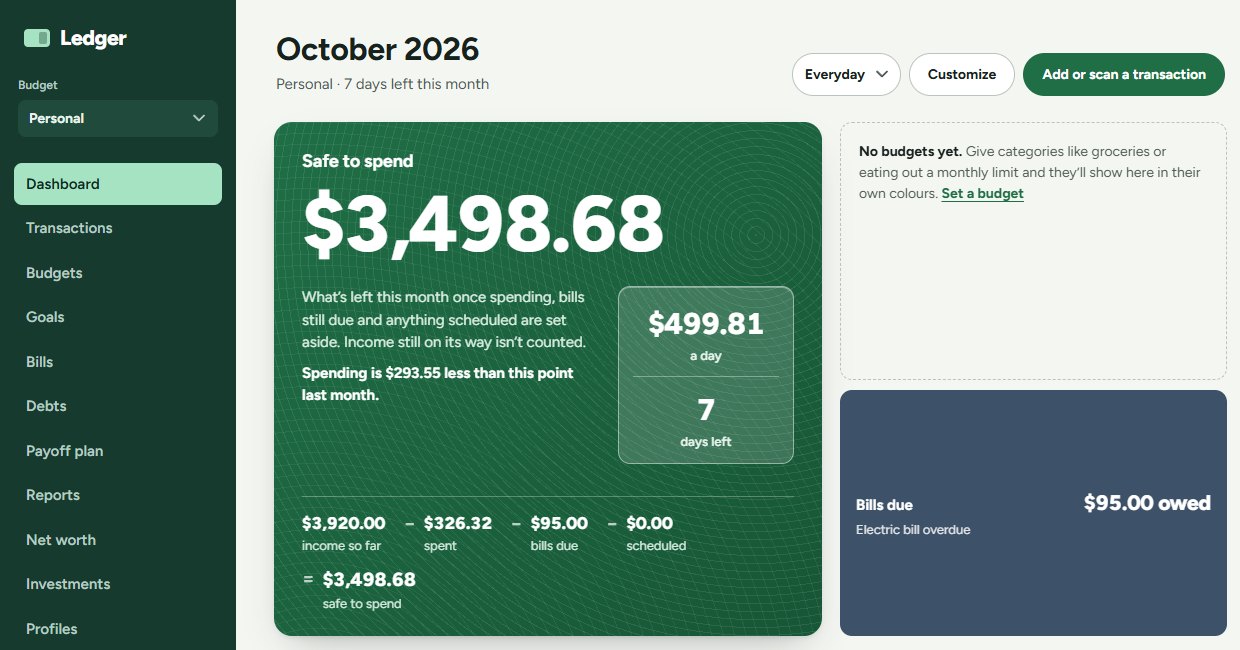 Ledger
Budget
Personal
Dashboard
Transactions
Budgets
Goals
Bills
Debts
Payoff plan
Reports
Net worth
Investments
Profiles
October 2026
Personal · 7 days left this month
Everyday
Customize
Add or scan a transaction
Safe to spend
$3,498.68
What's left this month once spending, bills
still due and anything scheduled are set
aside. Income still on its way isn't counted.
Spending is $293.55 less than this point
last month.
$499.81
a day
7
days left
$3,920.00 – $326.32 – $95.00 – $0.00
income so far spent bills due scheduled
= $3,498.68
safe to spend
No budgets yet. Give categories like groceries or
eating out a monthly limit and they'll show here in their
own colours. Set a budget
Bills due
$95.00 owed
Electric bill overdue